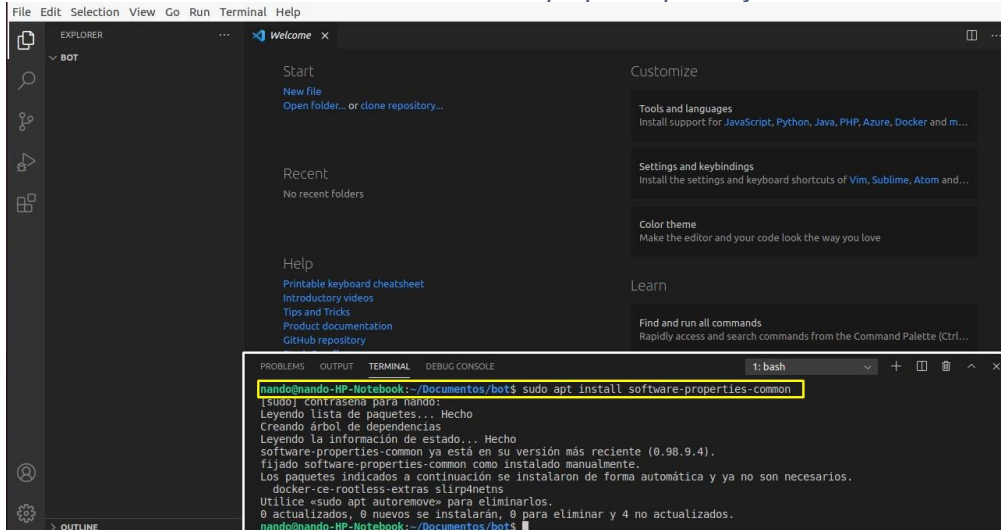 File Edit Selection View Go Run Terminal Help
EXPLORER
BOT
OUTLINE
Welcome
Start
New file
Open folder... or clone repository...
Recent
No recent folders
Help
Printable keyboard cheatsheet
Introductory videos
Tips and Tricks
Product documentation
GitHub repository
Customize
Tools and languages
Install support for JavaScript, Python, Java, PHP, Azure, Docker and m...
Settings and keybindings
Install the settings and keyboard shortcuts of Vim, Sublime, Atom and...
Color theme
Make the editor and your code look the way you love
Learn
Find and run all commands
Rapidly access and search commands from the Command Palette (Ctrl...
PROBLEMS OUTPUT TERMINAL DEBUG CONSOLE 1: bash
nando@nando-HP-Notebook:~/Documentos/bot$ sudo apt install software-properties-common
[sudo] contraseña para nando:
Leyendo lista de paquetes... Hecho
Creando árbol de dependencias
Leyendo la información de estado... Hecho
software-properties-common ya está en su versión más reciente (0.98.9.4).
fijado software-properties-common como instalado manualmente.
Los paquetes indicados a continuación se instalaron de forma automática y ya no son necesarios.
docker-ce-rootless-extras slirp4netns
Utilice «sudo apt autoremove» para eliminarlos.
0 actualizados, 0 nuevos se instalarán, 0 para eliminar y 4 no actualizados.
nando@nando-HP-Notebook:~/Documentos/bot$